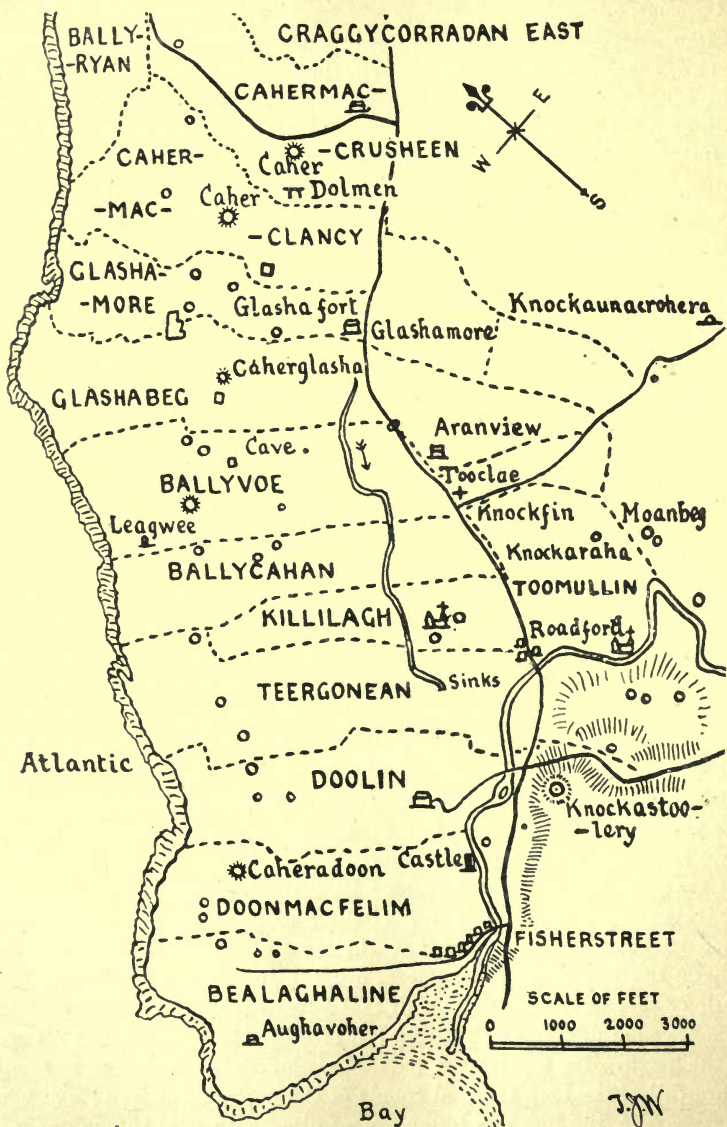 BALLY-
-RYAN
CRAGGYCORRADAN EAST
CAHERMAC-
-CRUSHEEN
E
W
S
CAHER-
-MAC-
-CLANCY
Caher
Caher
Dolmen
GLASHA-
-MORE
Glashafort
Glashamore
Knockaunacrohera
Caherglasha
GLASHABEG
Aranview
Cave.
Tooclae
BALLYVOE
Leagwee
Knockfin
Moanbeg
Knockaraha
BALLYCAHAN
TOOMULLIN
KILLILAGH
Roadford
Sinks
TEERGONEAN
Atlantic
DOOLIN
Knockastoo-
-lery
Caheradoon
Castle
DOONMACFELIM
FISHERSTREET
BEALAGHALINE
SCALE OF FEET
0 1000 2000 3000
Aughavoher
Bay
T.J.W